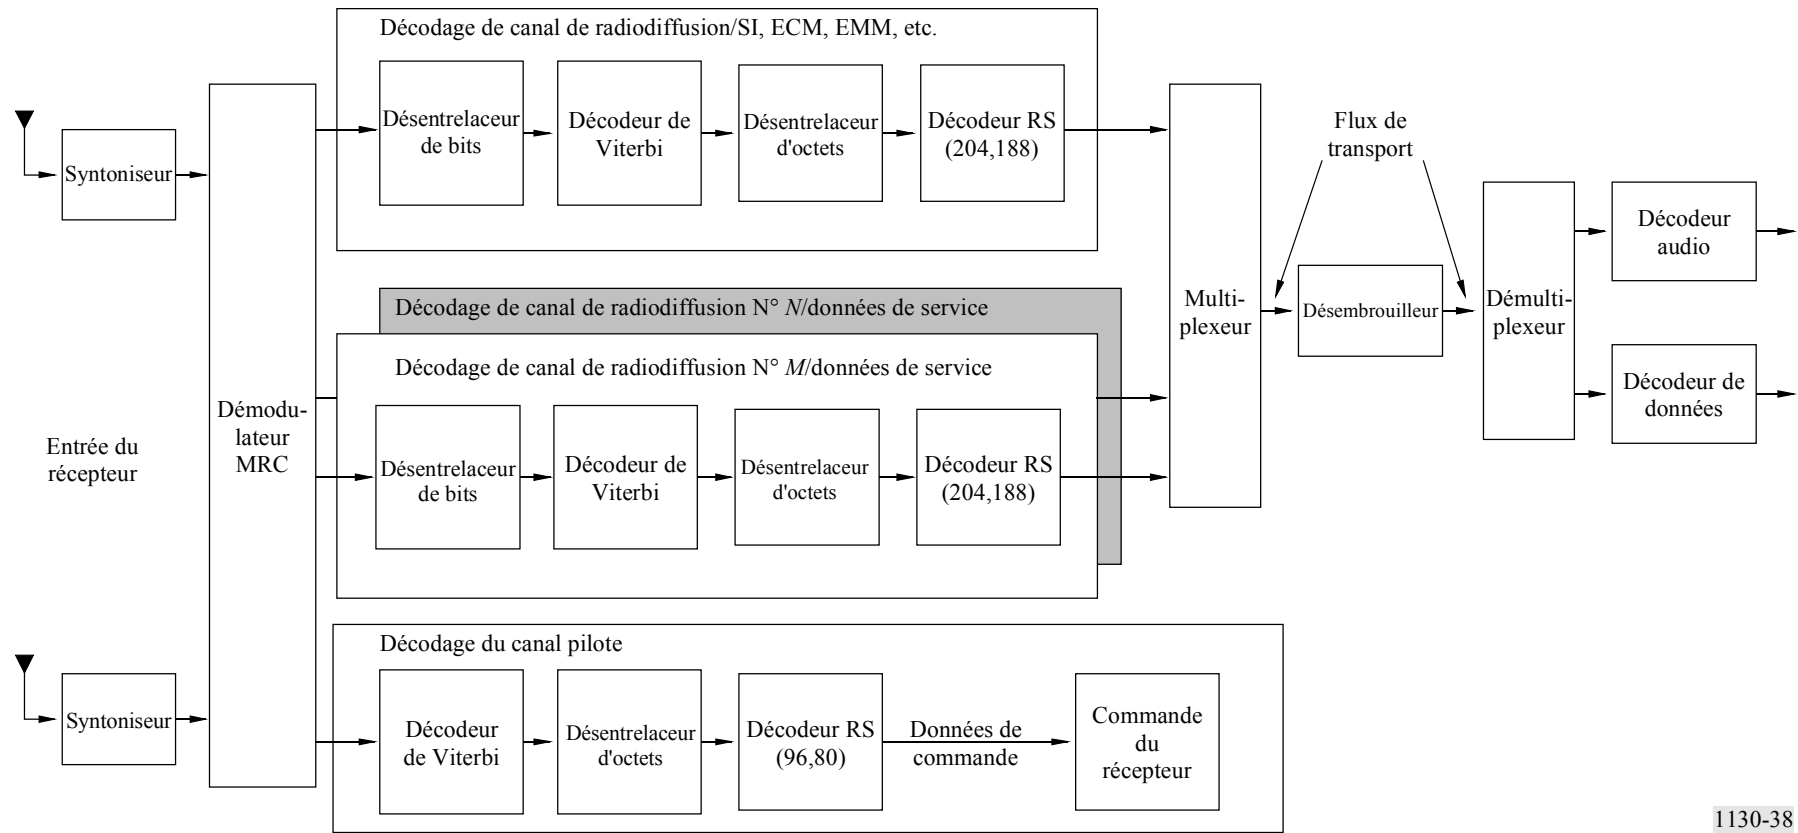 Décodage de canal de radiodiffusion/SI, ECM, EMM, etc.
Désentrelaceur
de bits
Décodeur de
Viterbi
Désentrelaceur
d'octets
Décodeur RS
(204,188)
Syntoniseur
Flux de
transport
Décodeur
audio
Décodage de canal de radiodiffusion N° N/données de service
Multi-
plexeur
Désembrouilleur
Démulti-
plexeur
Décodage de canal de radiodiffusion N° M/données de service
Décodeur de
données
Démodu-
lateur
MRC
Entrée du
récepteur
Désentrelaceur
de bits
Décodeur de
Viterbi
Désentrelaceur
d'octets
Décodeur RS
(204,188)
Décodage du canal pilote
Syntoniseur
Décodeur
de Viterbi
Désentrelaceur
d'octets
Décodeur RS
(96,80)
Données de
commande
Commande
du
récepteur
1130-38